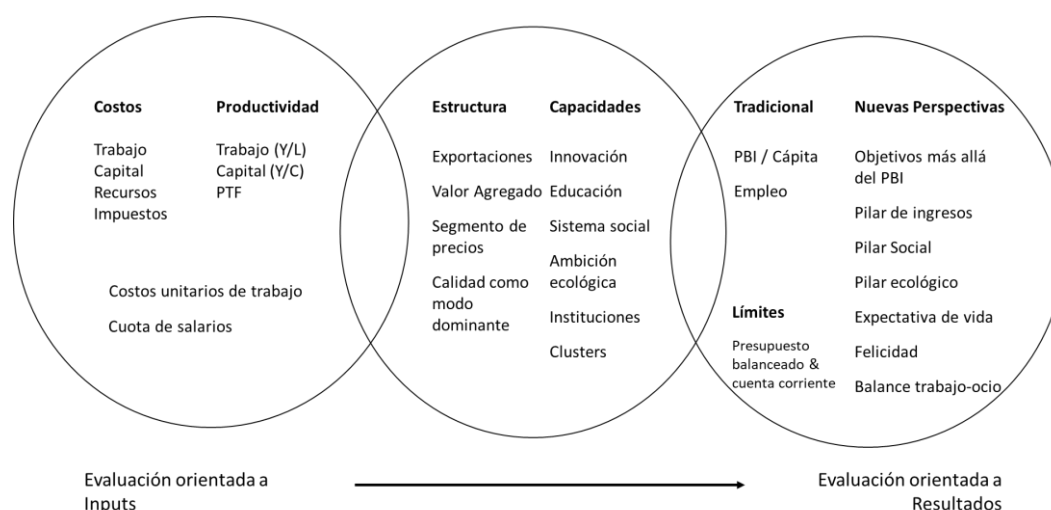 Costos
Productividad
Trabajo
Capital
Recursos
Impuestos
Trabajo (Y/L)
Capital (Y/C)
PTF
Costos unitarios de trabajo
Cuota de salarios
Estructura
Capacidades
Exportaciones
Valor Agregado
Segmento de
precios
Calidad como
modo
dominante
Innovación
Educación
Sistema social
Ambición
ecológica
Instituciones
Clusters
Tradicional
Nuevas Perspectivas
PBI / Cápita
Empleo
Límites
Presupuesto
balanceado &
cuenta corriente
Objetivos más allá
del PBI
Pilar de ingresos
Pilar Social
Pilar ecológico
Expectativa de vida
Felicidad
Balance trabajo-ocio
Evaluación orientada a
Inputs
Evaluación orientada a
Resultados